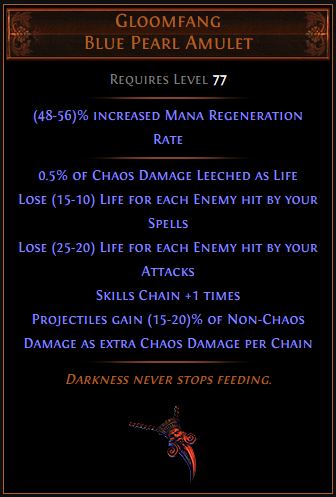 Gloomfang
Blue Pearl Amulet
Requires Level 77
(48-56)% increased Mana Regeneration
Rate
0.5% of Chaos Damage Leeched as Life
Lose (15-10) Life for each Enemy hit by your
Spells
Lose (25-20) Life for each Enemy hit by your
Attacks
Skills Chain +1 times
Projectiles gain (15-20)% of Non-Chaos
Damage as extra Chaos Damage per Chain
Darkness never stops feeding.